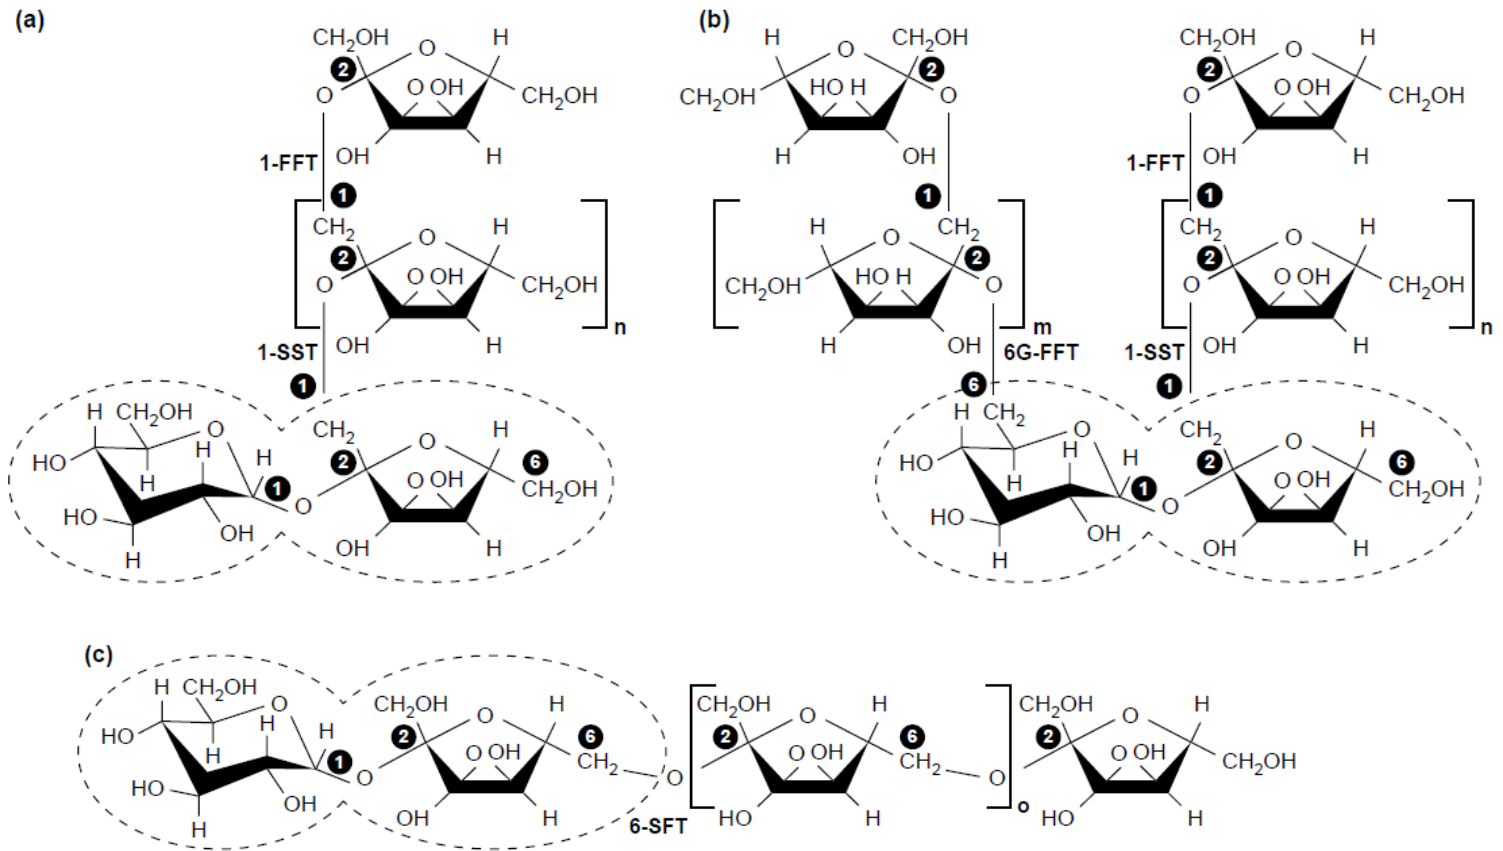 (a)
CH2OH O H
2
O O OH CH2OH
OH H
1-FFT
1
CH2 O H
2
O O OH CH2OH
n
OH H
1-SST
1
H CH2OH O CH2 O H
H H 2 6
HO O OH CH2OH
H 1 O
HO OH OH H
H
(b)
H O CH2OH
2
CH2OH HO H O
H OH
1
H O CH2
2
CH2OH HO H O
m
H OH
6G-FFT
6
CH2OH O H
2
O O OH CH2OH
OH H
1-FFT
1
CH2 O H
2
O O OH CH2OH
n
OH H
1-SST
1
H CH2 O CH2 O H
H H 2 6
HO O OH CH2OH
H 1 O
HO OH OH H
H
(c)
H CH2OH O CH2OH O H CH2OH O H CH2OH O H
H H 2 6 2 6 2
HO O OH CH2 O O OH CH2 O O OH CH2OH
H 1 O
HO OH OH H HO H o HO H
H 6-SFT